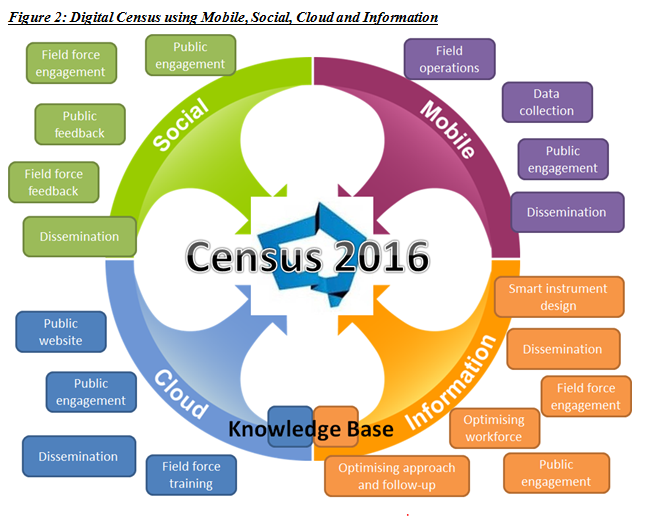 Figure 2: Digital Census using Mobile, Social, Cloud and Information
Field force
engagement
Public
engagement
Public
feedback
Field force
feedback
Dissemination
Social
Field
operations
Data
collection
Public
engagement
Dissemination
Mobile
Census 2016
Public
website
Public
engagement
Dissemination
Field force
training
Cloud
Knowledge Base
Smart instrument
design
Dissemination
Field force
engagement
Optimising
workforce
Public
engagement
Optimising approach
and follow-up
Information